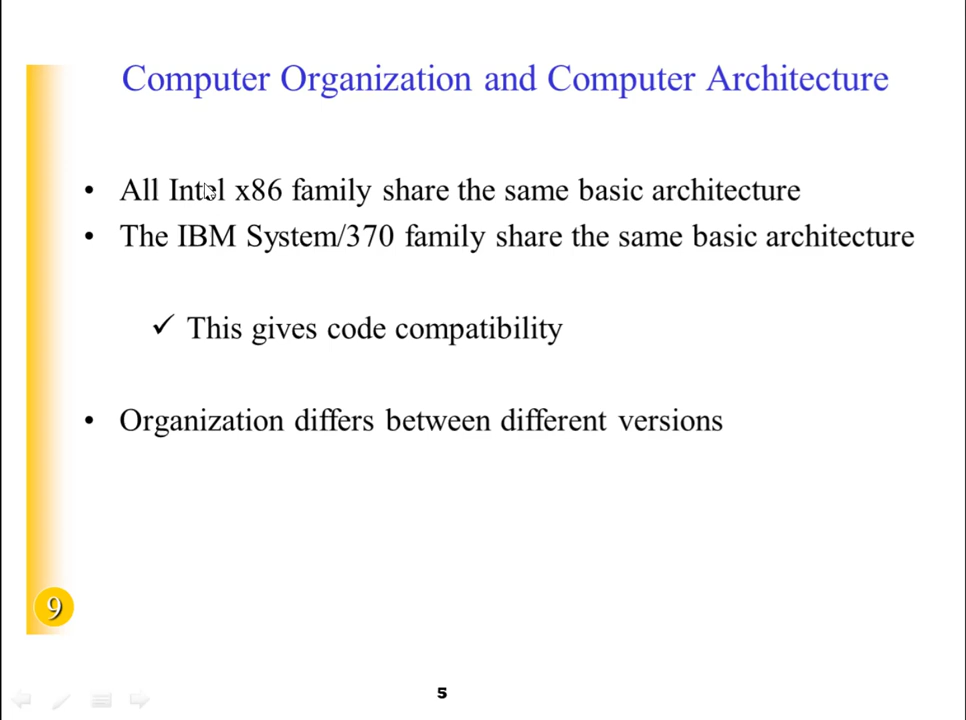 Computer Organization and Computer Architecture
• All Intel x86 family share the same basic architecture
• The IBM System/370 family share the same basic architecture
✓ This gives code compatibility
• Organization differs between different versions
9
5